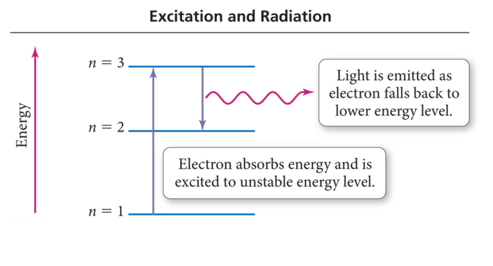 Excitation and Radiation
n = 3
Light is emitted as
electron falls back to
lower energy level.
Energy
n = 2
Electron absorbs energy and is
excited to unstable energy level.
n = 1